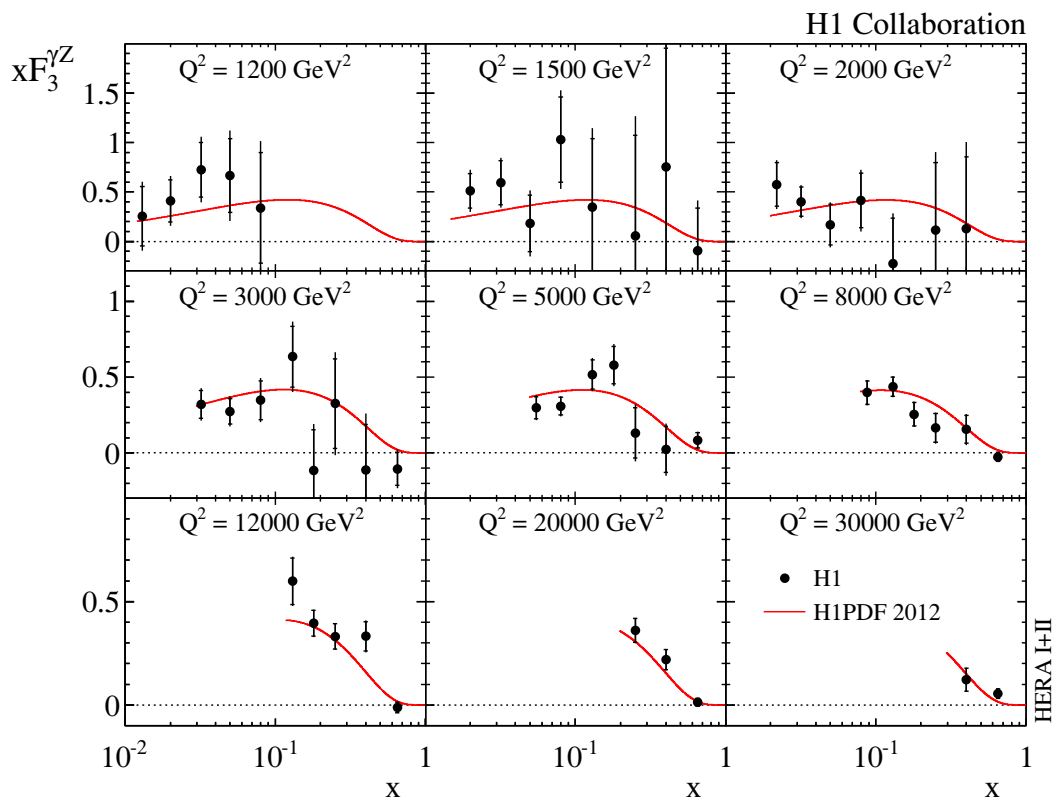 H1 Collaboration
xF₃^γZ
Q² = 1200 GeV²
Q² = 1500 GeV²
Q² = 2000 GeV²
1.5
1
0.5
0
Q² = 3000 GeV²
Q² = 5000 GeV²
Q² = 8000 GeV²
1
0.5
0
Q² = 12000 GeV²
Q² = 20000 GeV²
Q² = 30000 GeV²
H1
H1PDF 2012
0.5
0
10⁻² 10⁻¹ 1 10⁻¹ 1 10⁻¹ 1
x x x
HERA I+II